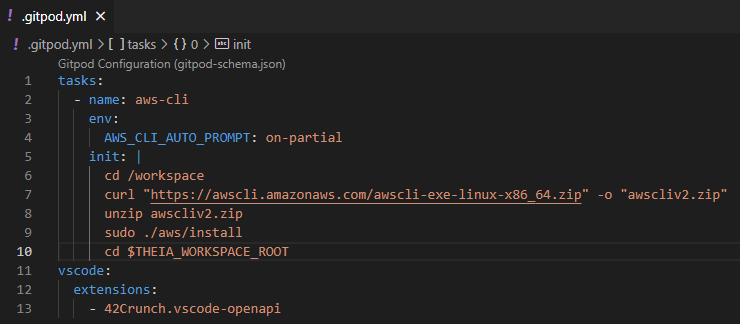 ! .gitpod.yml ×
! .gitpod.yml > [ ] tasks > {} 0 > abc init
Gitpod Configuration (gitpod-schema.json)
1 tasks:
2   - name: aws-cli
3     env:
4       AWS_CLI_AUTO_PROMPT: on-partial
5     init: |
6       cd /workspace
7       curl "https://awscli.amazonaws.com/awscli-exe-linux-x86_64.zip" -o "awscliv2.zip"
8       unzip awscliv2.zip
9       sudo ./aws/install
10       cd $THEIA_WORKSPACE_ROOT
11 vscode:
12   extensions:
13     - 42Crunch.vscode-openapi